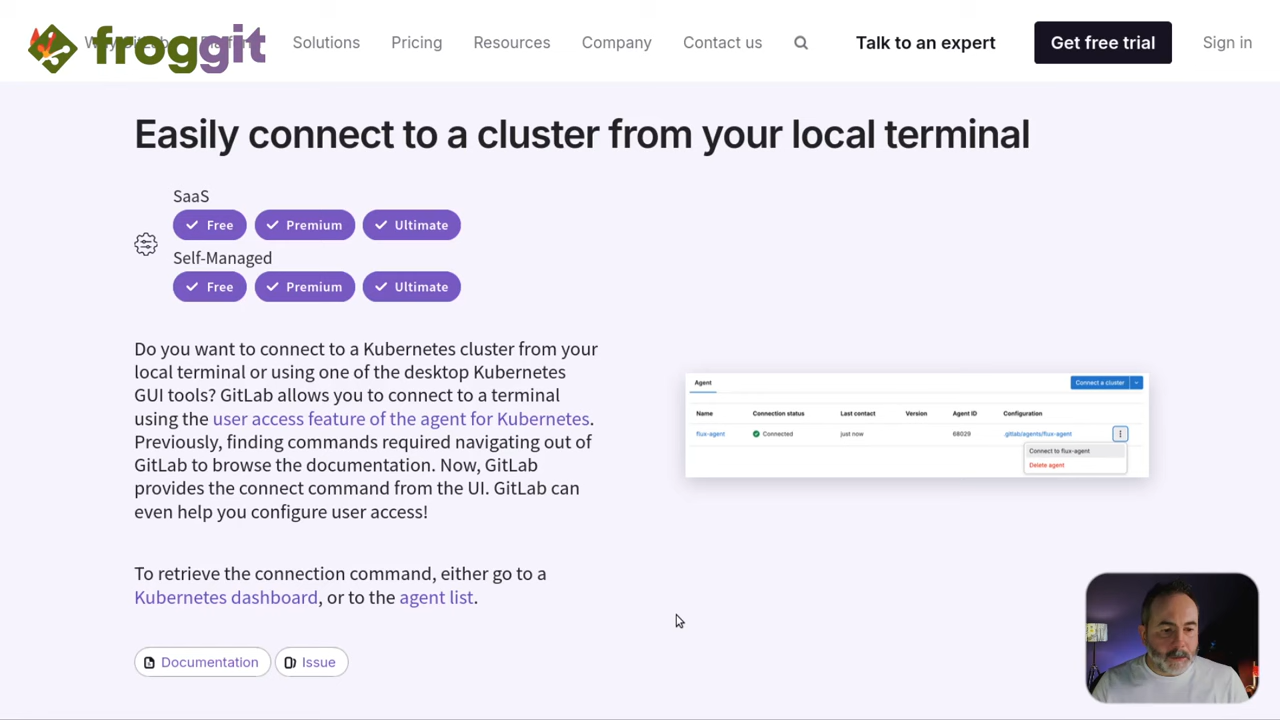 froggit
Solutions
Pricing
Resources
Company
Contact us
Talk to an expert
Get free trial
Sign in
Easily connect to a cluster from your local terminal
SaaS
Free
Premium
Ultimate
Self-Managed
Free
Premium
Ultimate
Do you want to connect to a Kubernetes cluster from your
local terminal or using one of the desktop Kubernetes
GUI tools? GitLab allows you to connect to a terminal
using the user access feature of the agent for Kubernetes.
Previously, finding commands required navigating out of
GitLab to browse the documentation. Now, GitLab
provides the connect command from the UI. GitLab can
even help you configure user access!
To retrieve the connection command, either go to a
Kubernetes dashboard, or to the agent list.
Documentation
Issue
Agent
Connect a cluster
Name
Connection status
Last contact
Version
Agent ID
Configuration
flux-agent
Connected
just now
68029
.gitlab/agents/flux-agent
Connect to flux-agent
Delete agent